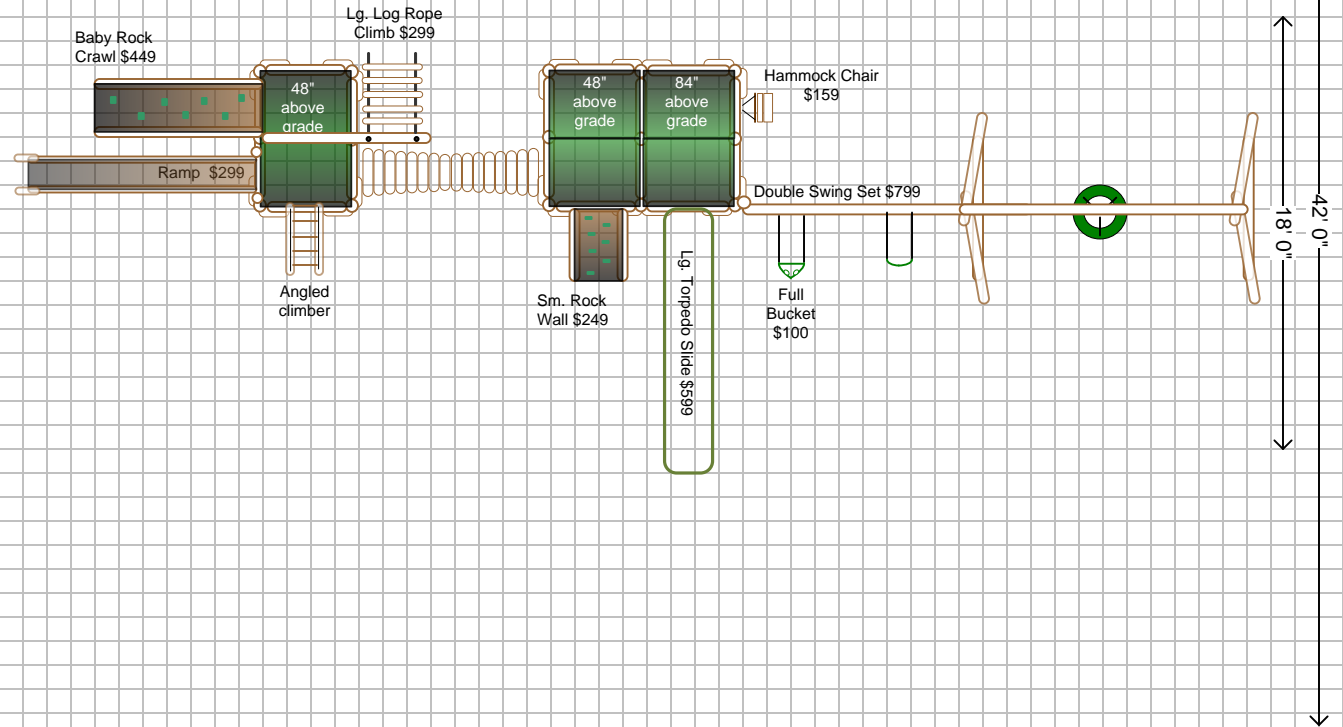 Lg. Log Rope
Climb $299
Baby Rock
Crawl $449
48"
above
grade
48"
above
grade
84"
above
grade
Hammock Chair
$159
Ramp $299
Double Swing Set $799
Angled
climber
Sm. Rock
Wall $249
Lg. Torpedo Slide $599
Full
Bucket
$100
18' 0"
42' 0"